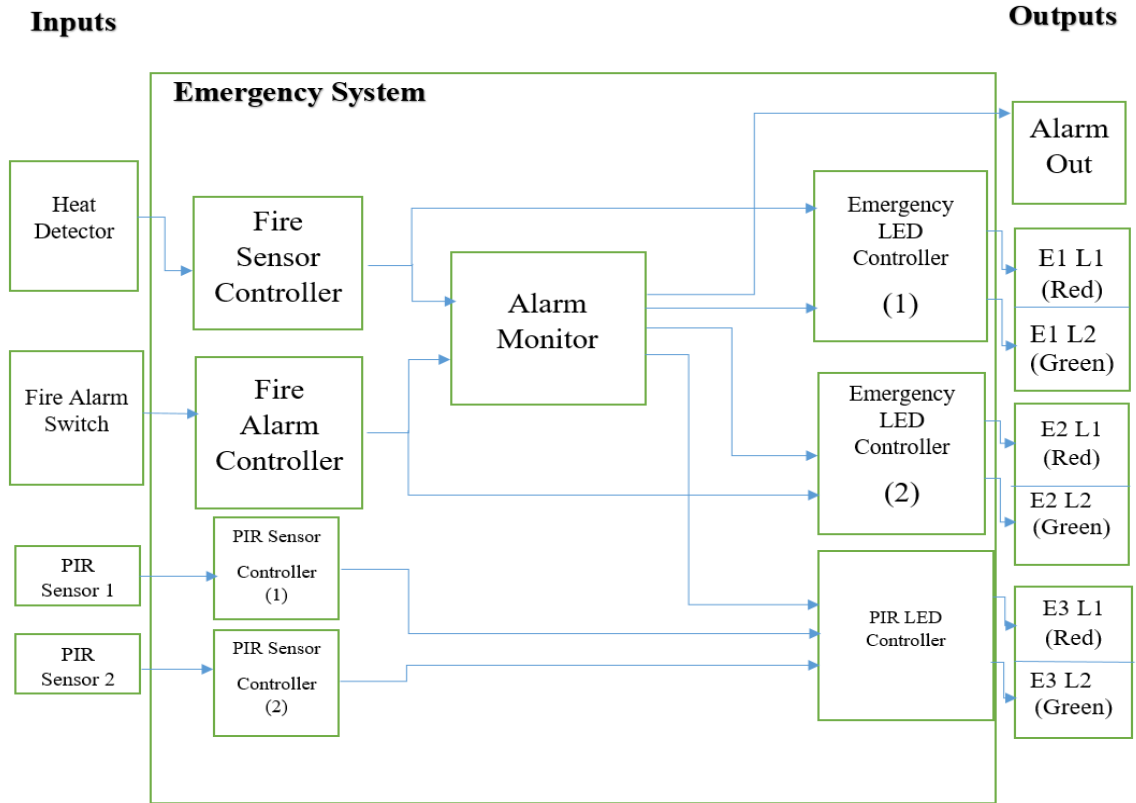 Inputs
Outputs
Emergency System
Heat
Detector
Fire
Sensor
Controller
Alarm
Monitor
Emergency
LED
Controller
(1)
Alarm
Out
E1 L1
(Red)
E1 L2
(Green)
Fire Alarm
Switch
Fire
Alarm
Controller
Emergency
LED
Controller
(2)
E2 L1
(Red)
E2 L2
(Green)
PIR
Sensor 1
PIR Sensor
Controller
(1)
PIR
Sensor 2
PIR Sensor
Controller
(2)
PIR LED
Controller
E3 L1
(Red)
E3 L2
(Green)